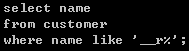 select name
from customer
where name like '__r%';